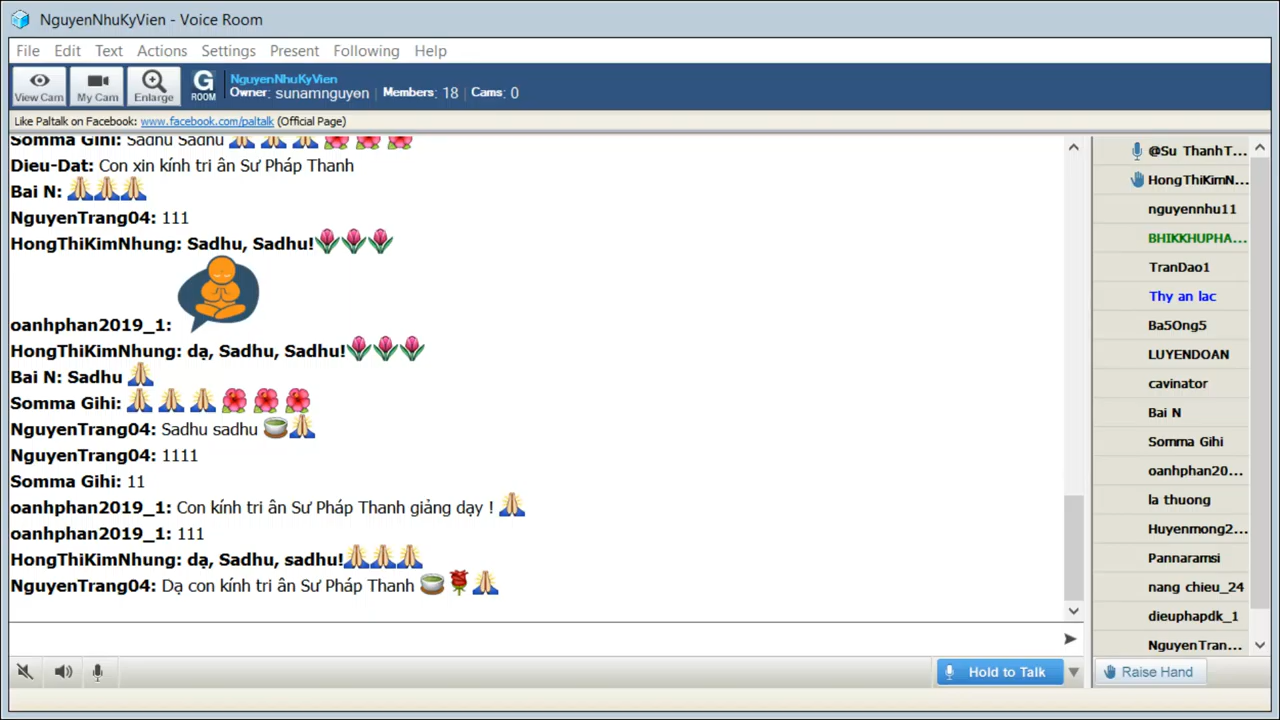 NguyenNhuKyVien - Voice Room
File Edit Text Actions Settings Present Following Help
View Cam My Cam Enlarge G ROOM
NguyenNhuKyVien
Owner: sunamnguyen Members: 18 Cams: 0
Like Paltalk on Facebook: www.facebook.com/paltalk (Official Page)
Somma Gihi: Sadhu Sadhu
Dieu-Dat: Con xin kính tri ân Sư Pháp Thanh
Bai N:
NguyenTrang04: 111
HongThiKimNhung: Sadhu, Sadhu!
oanhphan2019_1:
HongThiKimNhung: dạ, Sadhu, Sadhu!
Bai N: Sadhu
Somma Gihi:
NguyenTrang04: Sadhu sadhu
NguyenTrang04: 1111
Somma Gihi: 11
oanhphan2019_1: Con kính tri ân Sư Pháp Thanh giảng dạy !
oanhphan2019_1: 111
HongThiKimNhung: dạ, Sadhu, sadhu!
NguyenTrang04: Dạ con kính tri ân Sư Pháp Thanh
@Su ThanhT...
HongThiKimN...
nguyennhu11
BHIKKHUPHA...
TranDao1
Thy an lac
Ba5Ong5
LUYENDOAN
cavinator
Bai N
Somma Gihi
oanhphan20...
la thuong
Huyenmong2...
Pannaramsi
nang chieu_24
dieuphapdk_1
NguyenTran...
Hold to Talk
Raise Hand